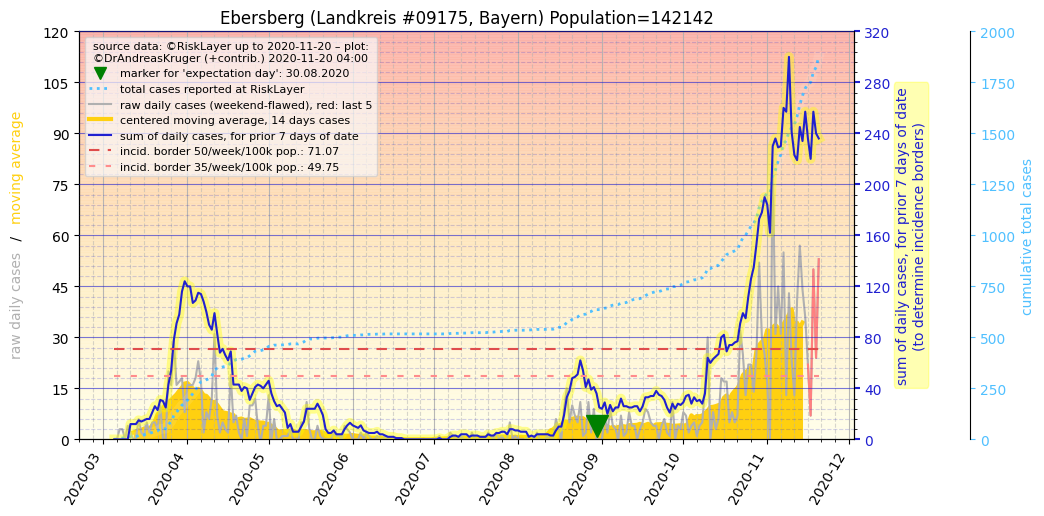 Ebersberg (Landkreis #09175, Bayern) Population=142142
source data: ©RiskLayer up to 2020-11-20 – plot:
©DrAndreasKruger (+contrib.) 2020-11-20 04:00
marker for 'expectation day': 30.08.2020
total cases reported at RiskLayer
raw daily cases (weekend-flawed), red: last 5
centered moving average, 14 days cases
sum of daily cases, for prior 7 days of date
incid. border 50/week/100k pop.: 71.07
incid. border 35/week/100k pop.: 49.75
raw daily cases / moving average
120
105
90
75
60
45
30
15
0
320
280
240
200
160
120
80
40
0
sum of daily cases, for prior 7 days of date
(to determine incidence borders)
2000
1750
1500
1250
1000
750
500
250
0
cumulative total cases
2020-03
2020-04
2020-05
2020-06
2020-07
2020-08
2020-09
2020-10
2020-11
2020-12